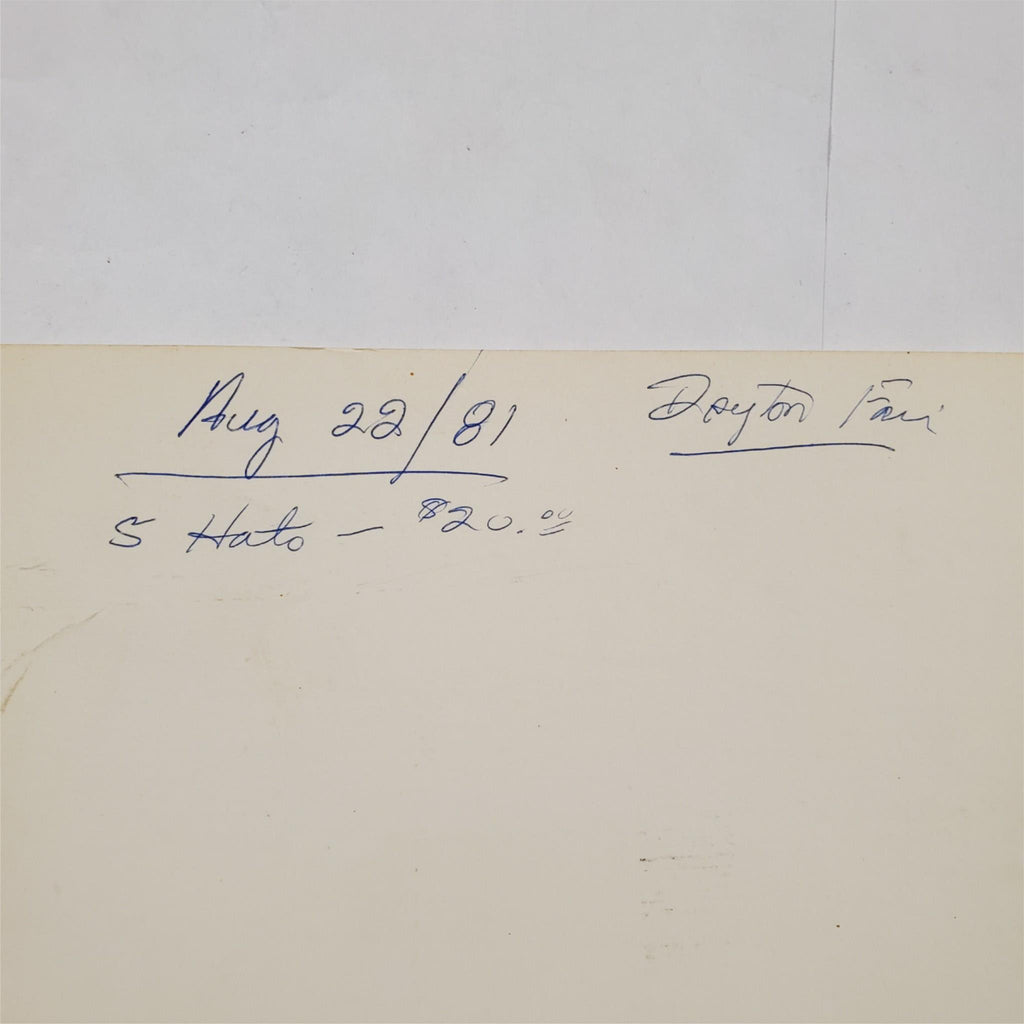 Aug 22/81 Dayton Fair
5 Hats - $20.00